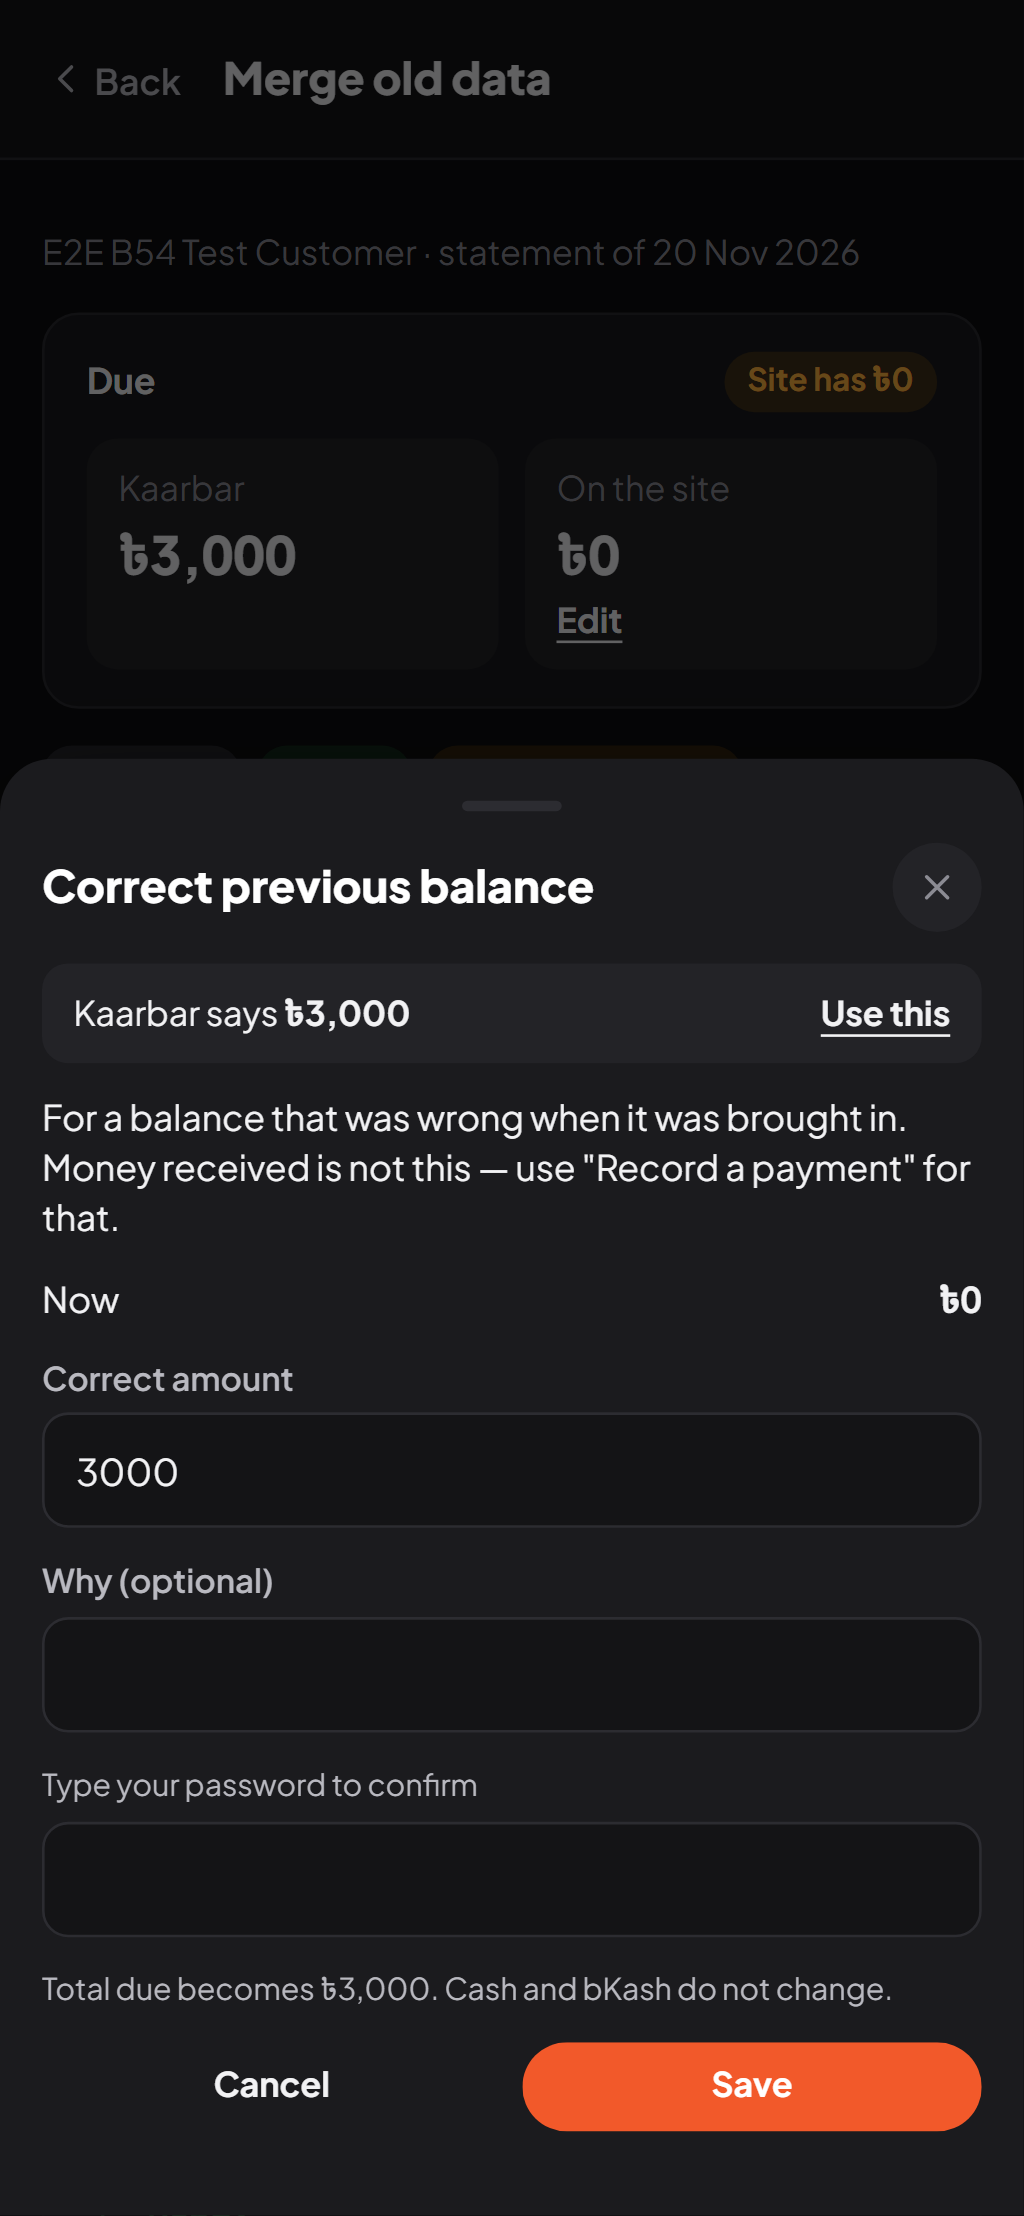 Back Merge old data
E2E B54 Test Customer · statement of 20 Nov 2026
Due Site has ৳0
Kaarbar
৳3,000
On the site
৳0
Edit
Correct previous balance
Kaarbar says ৳3,000 Use this
For a balance that was wrong when it was brought in.
Money received is not this — use "Record a payment" for
that.
Now ৳0
Correct amount
3000
Why (optional)
Type your password to confirm
Total due becomes ৳3,000. Cash and bKash do not change.
Cancel Save